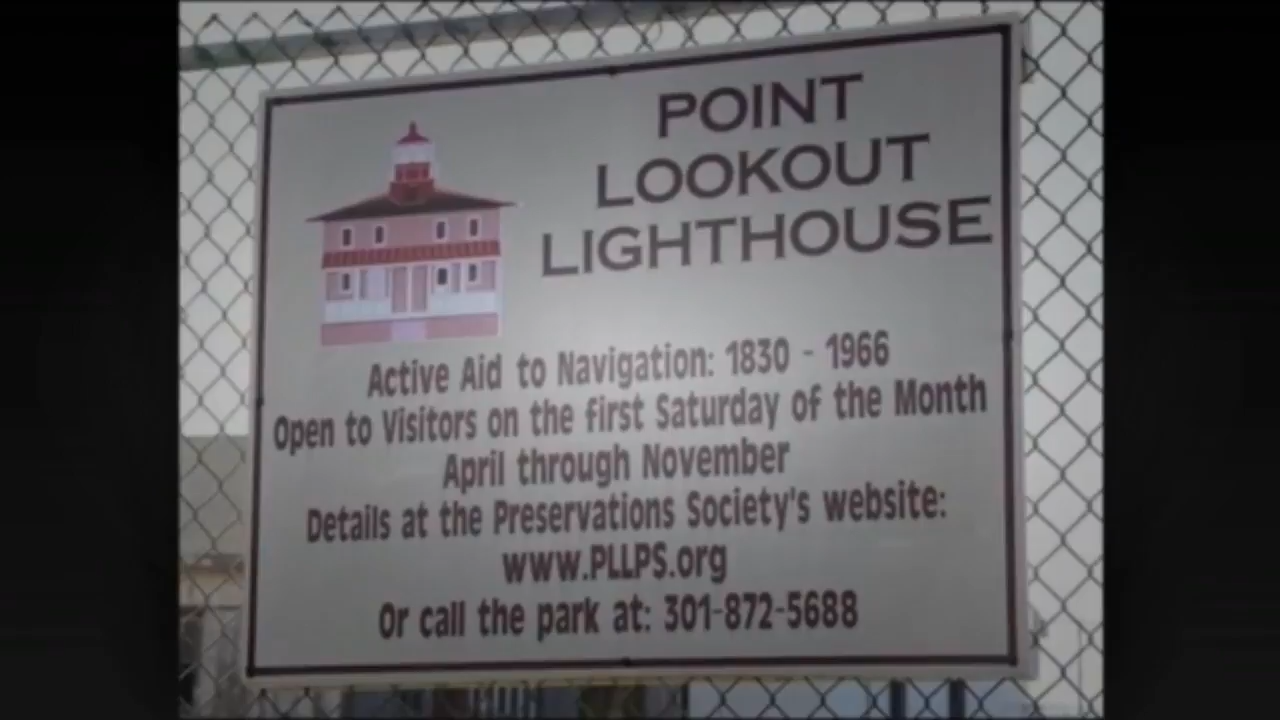 POINT
LOOKOUT
LIGHTHOUSE
Active Aid to Navigation: 1830 - 1966
Open to Visitors on the first Saturday of the Month
April through November
Details at the Preservations Society's website:
www.PLLPS.org
Or call the park at: 301-872-5688